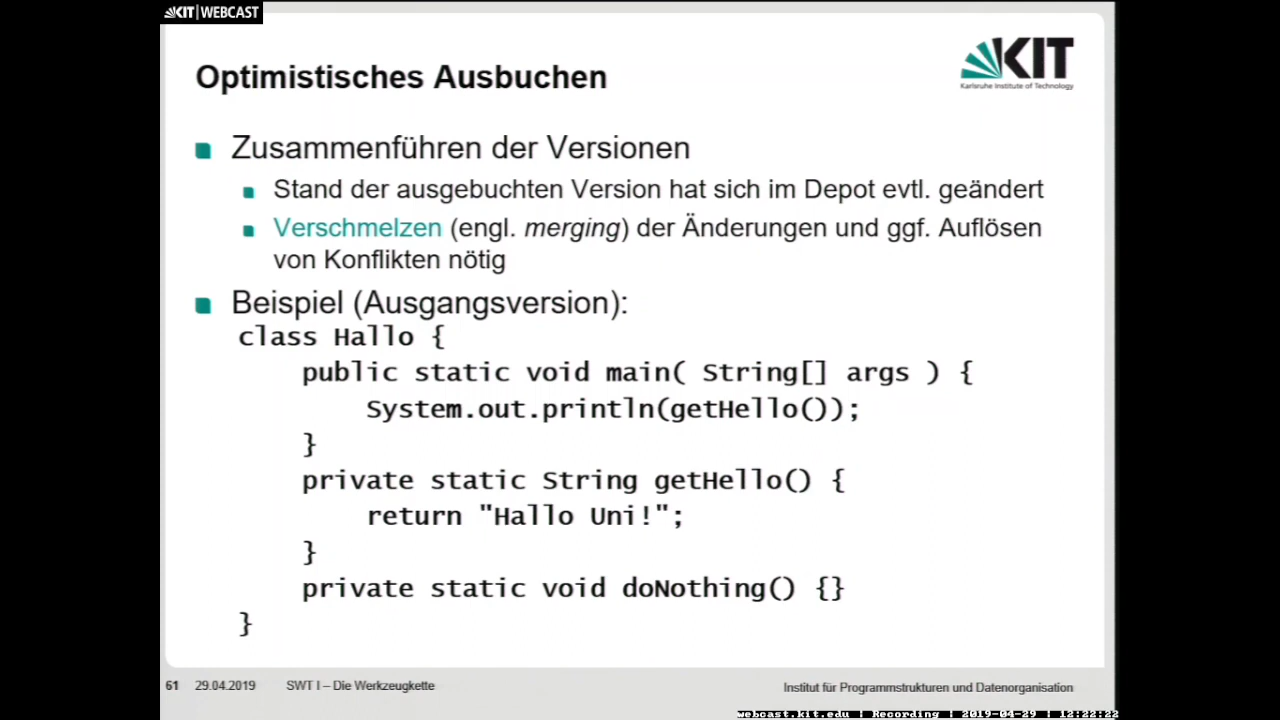 KIT | WEBCAST
Optimistisches Ausbuchen
KIT
Karlsruhe Institute of Technology
Zusammenführen der Versionen
Stand der ausgebuchten Version hat sich im Depot evtl. geändert
Verschmelzen (engl. merging) der Änderungen und ggf. Auflösen
von Konflikten nötig
Beispiel (Ausgangsversion):
class Hallo {
public static void main( String[] args ) {
System.out.println(getHello());
}
private static String getHello() {
return "Hallo Uni!";
}
private static void doNothing() {}
}
61 29.04.2019 SWT I – Die Werkzeugkette
Institut für Programmstrukturen und Datenorganisation
webcast.kit.edu | Recording | 2019-04-29 | 12:22:22